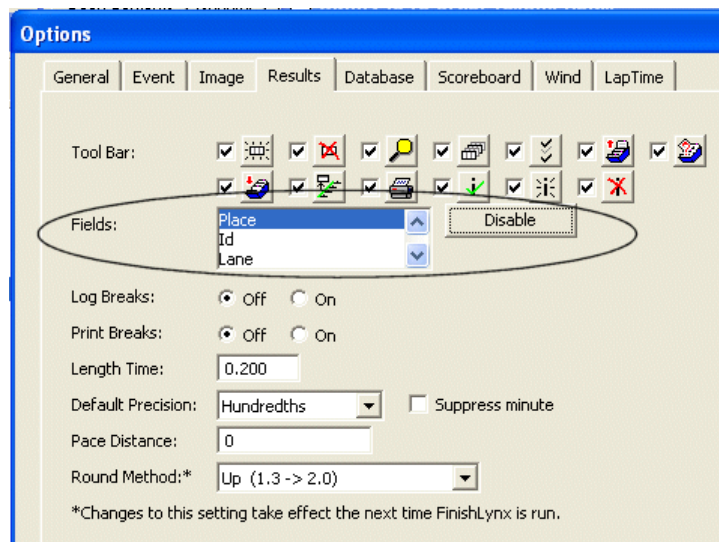 Options
General Event Image Results Database Scoreboard Wind LapTime
Tool Bar:
Fields:
Place
Id
Lane
Disable
Log Breaks: Off On
Print Breaks: Off On
Length Time: 0.200
Default Precision: Hundredths Suppress minute
Pace Distance: 0
Round Method:* Up (1.3 -> 2.0)
*Changes to this setting take effect the next time FinishLynx is run.